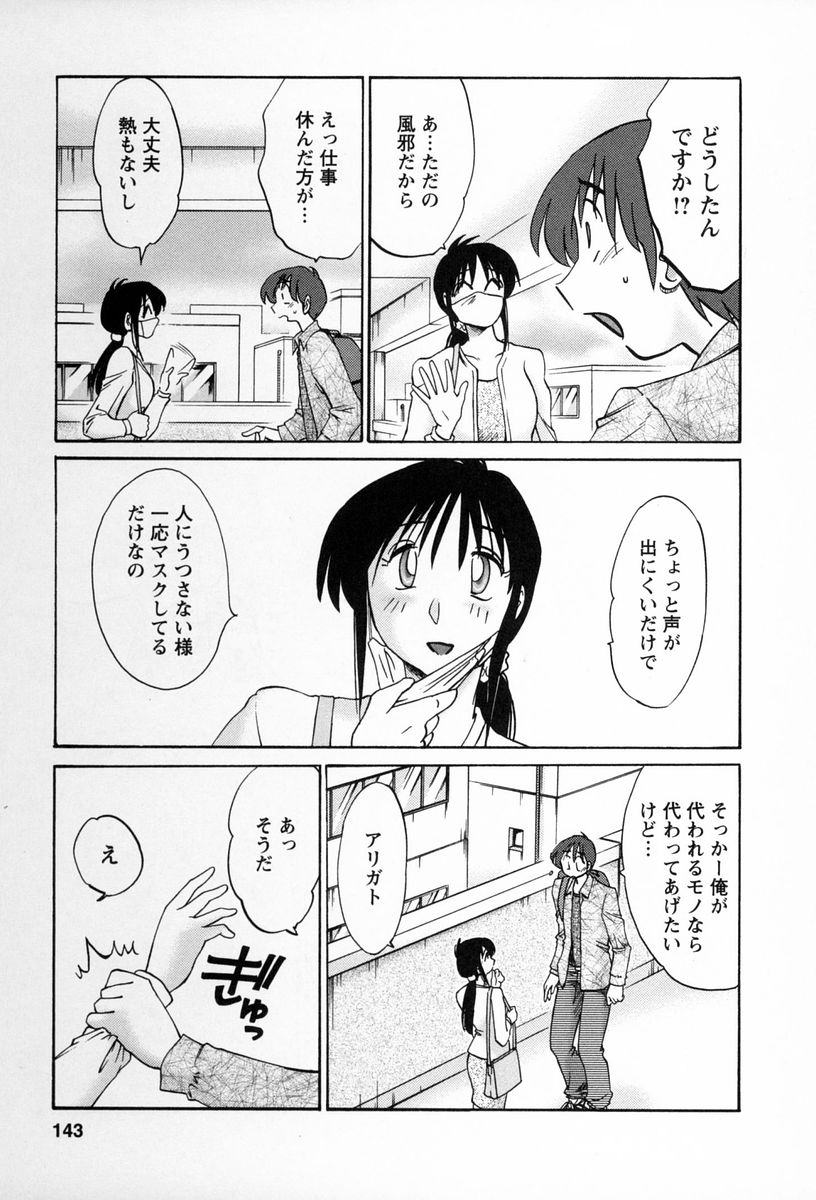 どうしたん
ですか!?
あ…ただの
風邪だから
えっ仕事
休んだ方が…
大丈夫
熱もないし
ちょっと声が
出にくいだけで
人にうつさない様
一応マスクしてる
だけなの
そっかー俺が
代われるモノなら
代わってあげたい
けど…
アリガト
あっ
そうだ
え
ぎゅっ
143